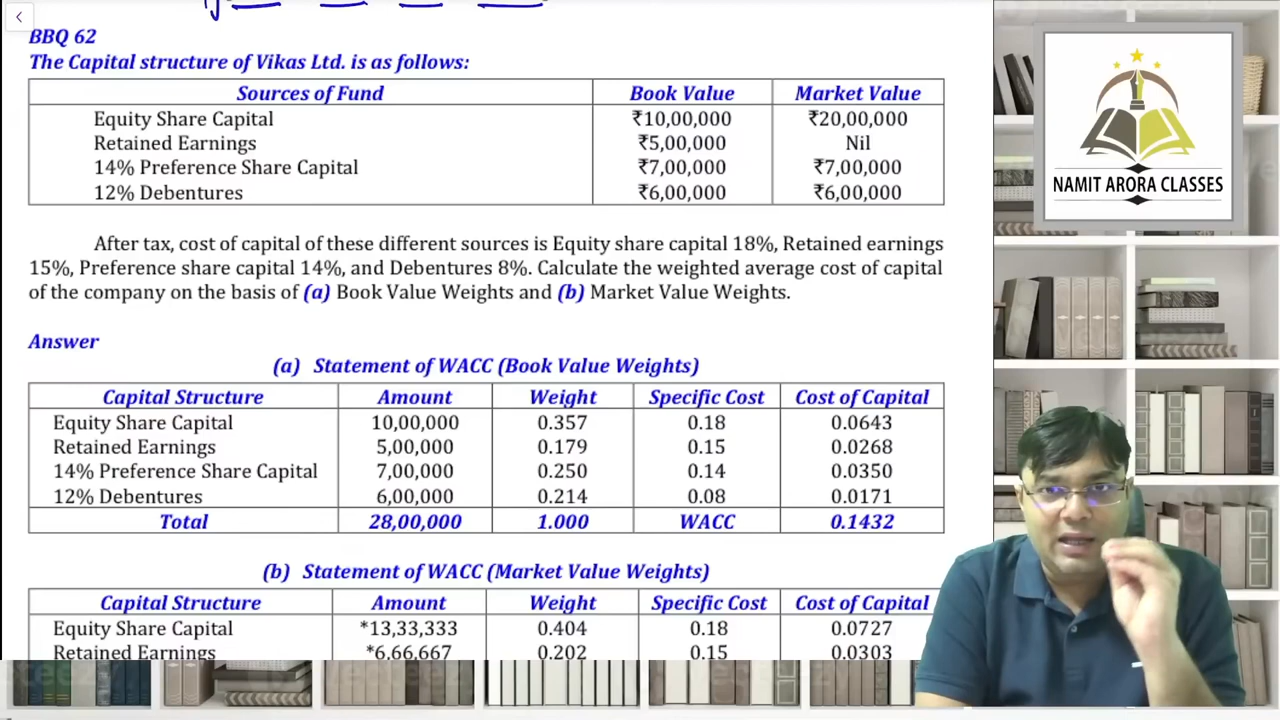 BBQ 62
The Capital structure of Vikas Ltd. is as follows:
Sources of Fund Book Value Market Value
Equity Share Capital ₹10,00,000 ₹20,00,000
Retained Earnings ₹5,00,000 Nil
14% Preference Share Capital ₹7,00,000 ₹7,00,000
12% Debentures ₹6,00,000 ₹6,00,000
After tax, cost of capital of these different sources is Equity share capital 18%, Retained earnings
15%, Preference share capital 14%, and Debentures 8%. Calculate the weighted average cost of capital
of the company on the basis of (a) Book Value Weights and (b) Market Value Weights.
Answer
(a) Statement of WACC (Book Value Weights)
Capital Structure Amount Weight Specific Cost Cost of Capital
Equity Share Capital 10,00,000 0.357 0.18 0.0643
Retained Earnings 5,00,000 0.179 0.15 0.0268
14% Preference Share Capital 7,00,000 0.250 0.14 0.0350
12% Debentures 6,00,000 0.214 0.08 0.0171
Total 28,00,000 1.000 WACC 0.1432
(b) Statement of WACC (Market Value Weights)
Capital Structure Amount Weight Specific Cost Cost of Capital
Equity Share Capital *13,33,333 0.404 0.18 0.0727
Retained Earnings *6,66,667 0.202 0.15 0.0303
NAMIT ARORA CLASSES